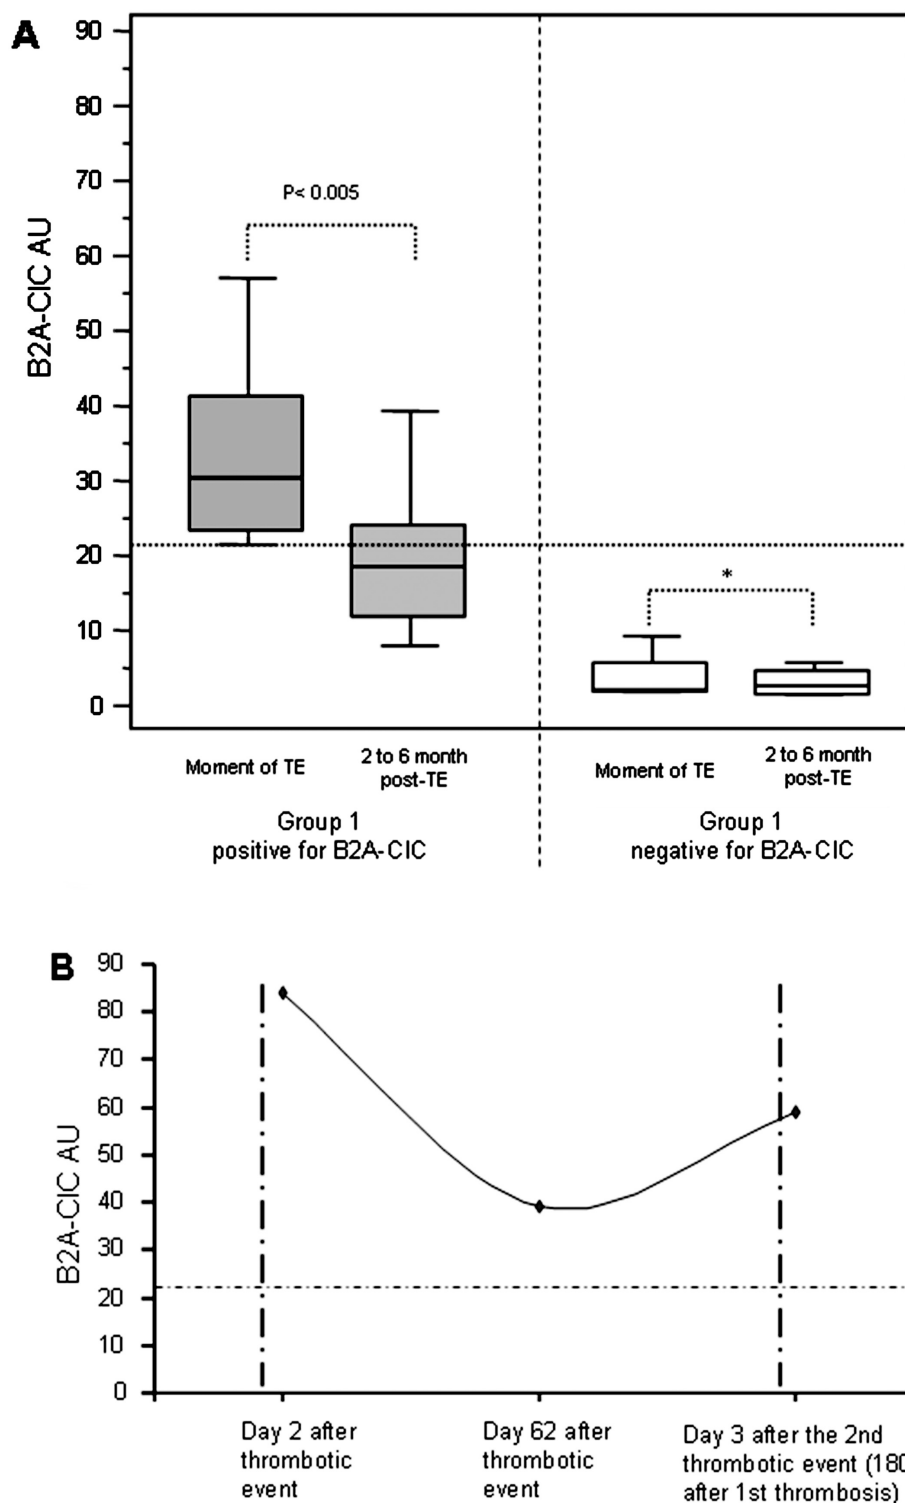 A
90
80
70
60
50
40
30
20
10
0
B2A-CIC AU
P< 0.005
*
Moment of TE
2 to 6 month
post-TE
Moment of TE
2 to 6 month
post-TE
Group 1
positive for B2A-CIC
Group 1
negative for B2A-CIC
B
90
80
70
60
50
40
30
20
10
0
B2A-CIC AU
Day 2 after
thrombotic
event
Day 62 after
thrombotic
event
Day 3 after the 2nd
thrombotic event (180
after 1st thrombosis)